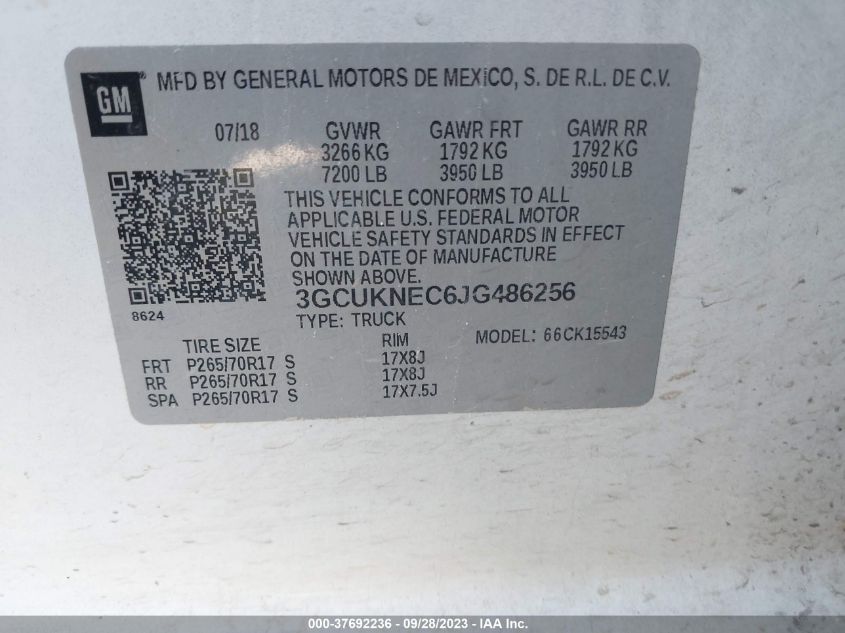 GM
MFD BY GENERAL MOTORS DE MEXICO, S. DE R.L. DE C.V.
07/18 GVWR GAWR FRT GAWR RR
3266 KG 1792 KG 1792 KG
7200 LB 3950 LB 3950 LB
THIS VEHICLE CONFORMS TO ALL
APPLICABLE U.S. FEDERAL MOTOR
VEHICLE SAFETY STANDARDS IN EFFECT
ON THE DATE OF MANUFACTURE
SHOWN ABOVE.
8624
3GCUKNEC6JG486256
TYPE: TRUCK
MODEL: 66CK15543
TIRE SIZE RIM
FRT P265/70R17 S 17X8J
RR P265/70R17 S 17X8J
SPA P265/70R17 S 17X7.5J
000-37692236 - 09/28/2023 - IAA Inc.